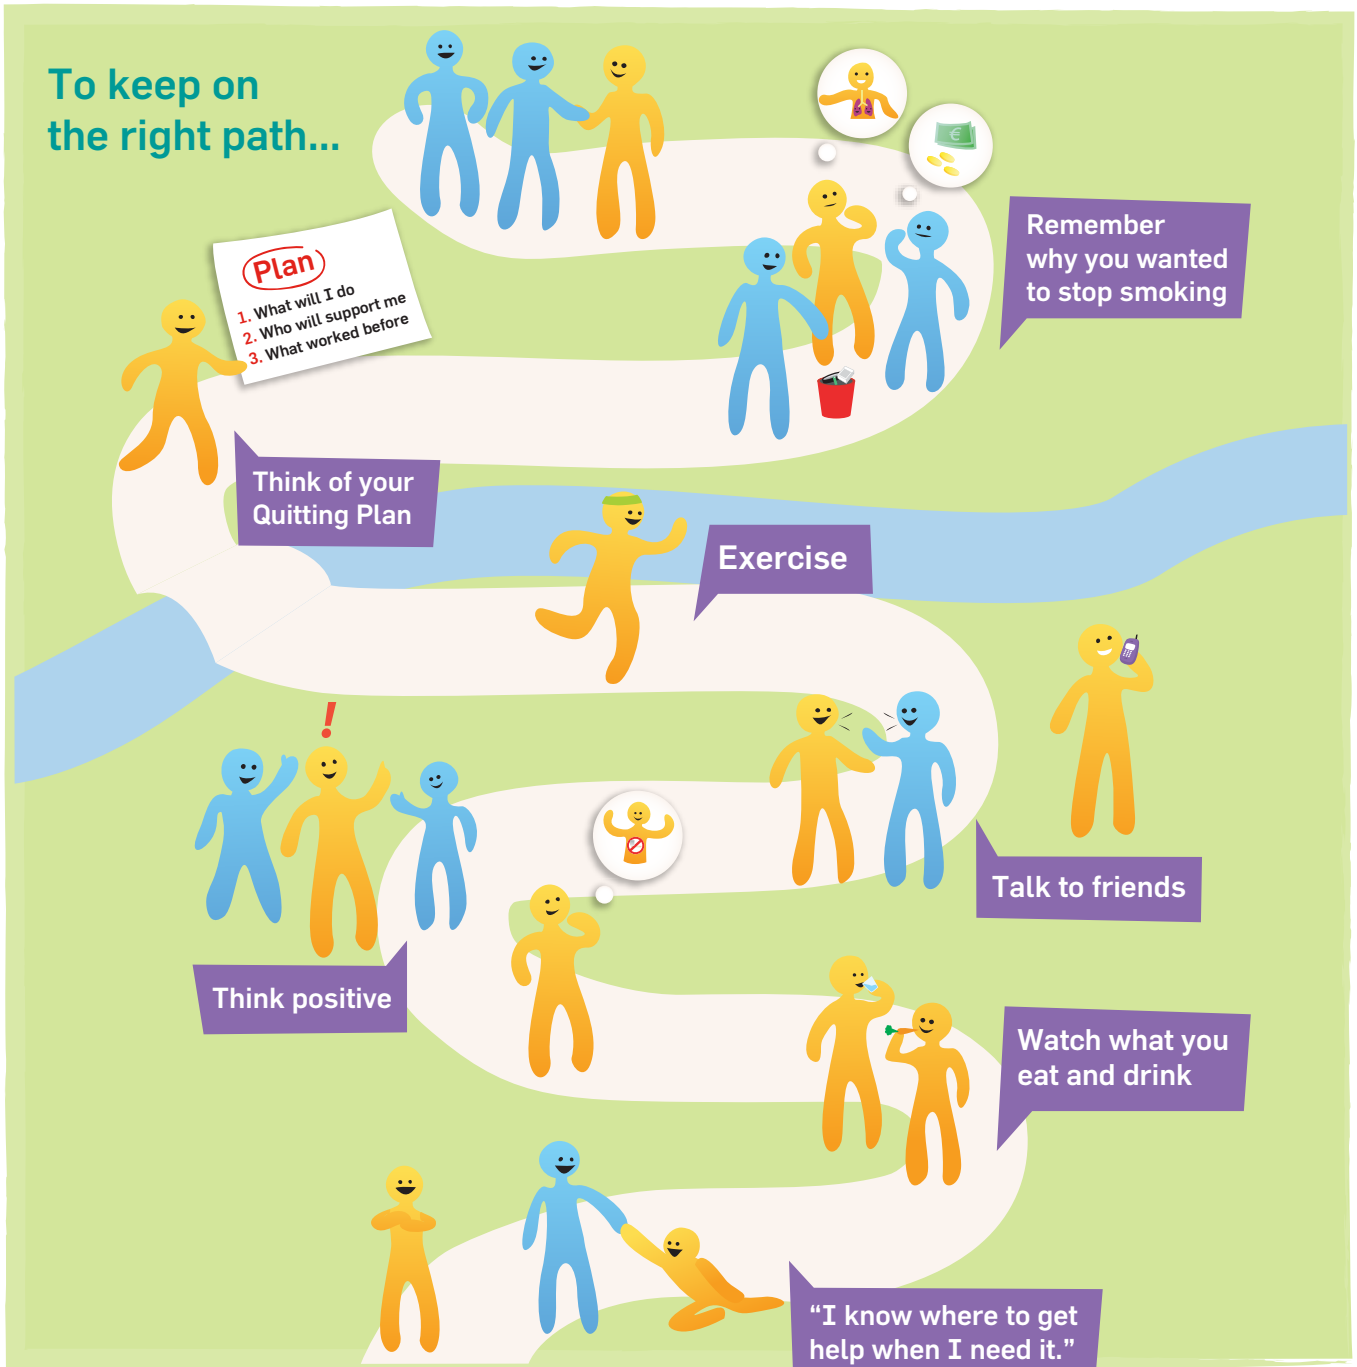 To keep on
the right path...
Remember
why you wanted
to stop smoking
Plan
1. What will I do
2. Who will support me
3. What worked before
€
Think of your
Quitting Plan
Exercise
!
Talk to friends
Think positive
Watch what you
eat and drink
“I know where to get
help when I need it.”